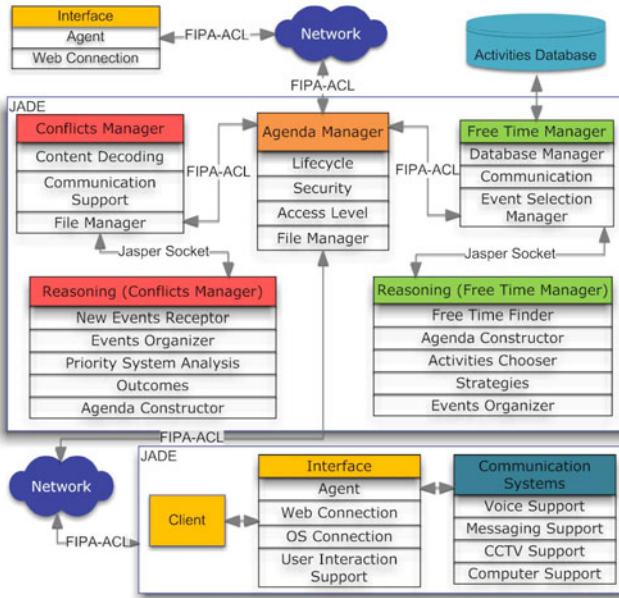 Interface
Agent
Web Connection
FIPA-ACL
Network
Activities Database
FIPA-ACL
JADE
Conflicts Manager
Content Decoding
Communication
Support
File Manager
FIPA-ACL
Agenda Manager
Lifecycle
Security
Access Level
File Manager
FIPA-ACL
Free Time Manager
Database Manager
Communication
Event Selection
Manager
Jasper Socket
Jasper Socket
Reasoning (Conflicts Manager)
New Events Receptor
Events Organizer
Priority System Analysis
Outcomes
Agenda Constructor
Reasoning (Free Time Manager)
Free Time Finder
Agenda Constructor
Activities Chooser
Strategies
Events Organizer
FIPA-ACL
Network
FIPA-ACL
JADE
Client
Interface
Agent
Web Connection
OS Connection
User Interaction
Support
Communication
Systems
Voice Support
Messaging Support
CCTV Support
Computer Support